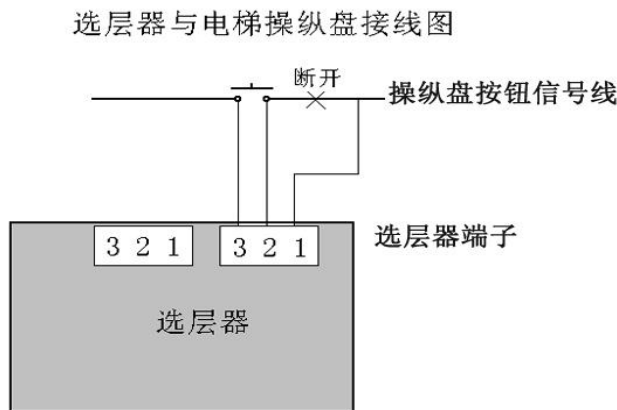 选层器与电梯操纵盘接线图
断开
操纵盘按钮信号线
3 2 1
3 2 1
选层器端子
选层器